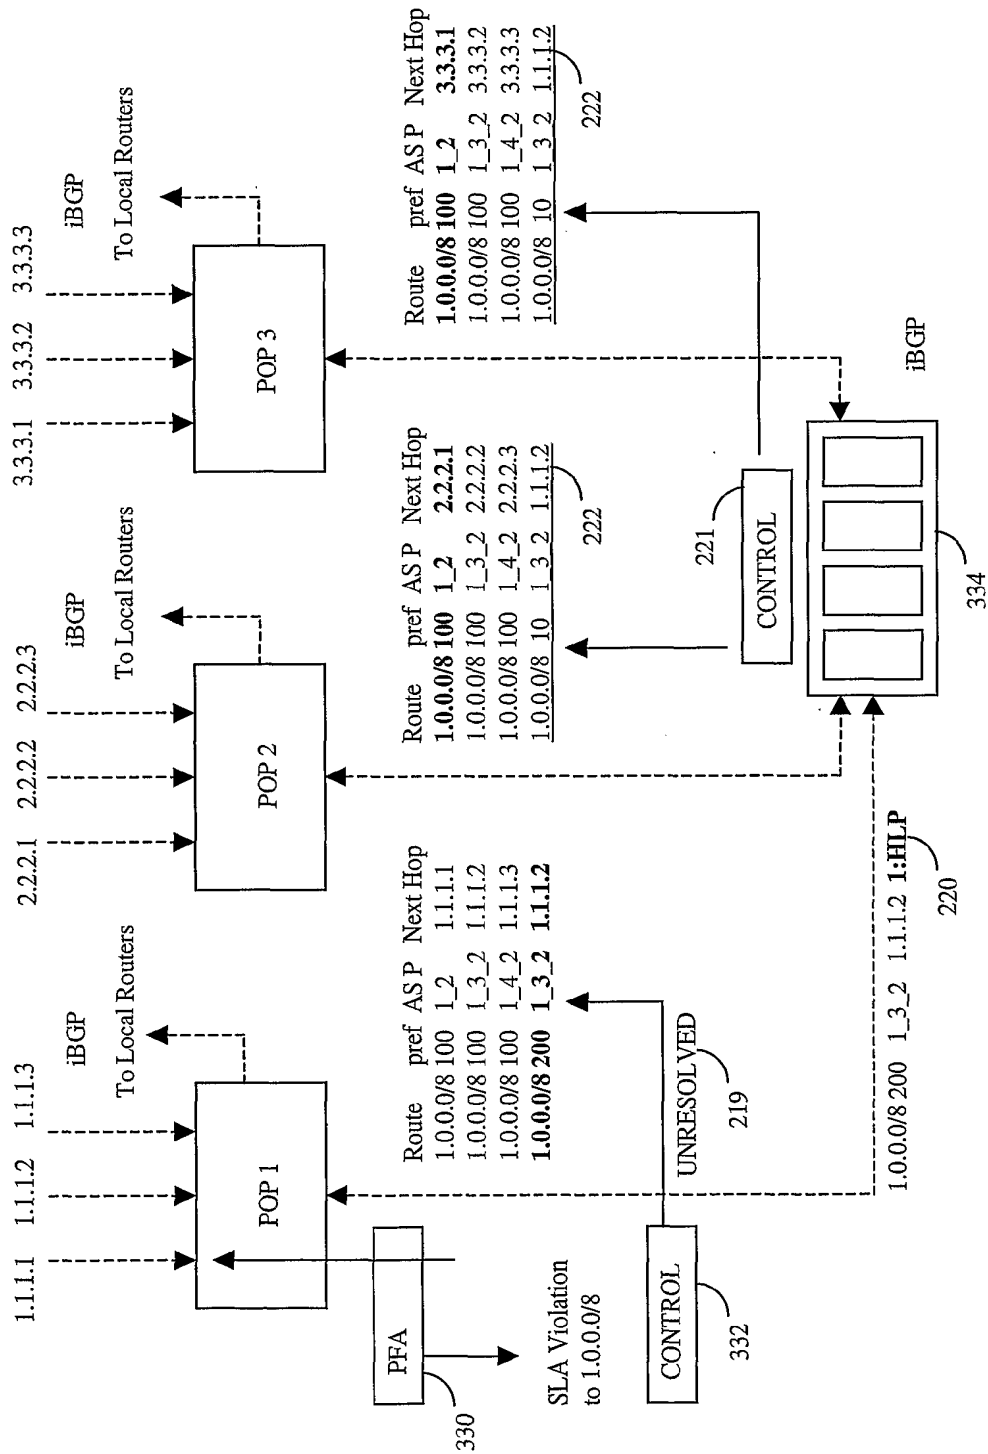 1.1.1.1 1.1.1.2 1.1.1.3
iBGP
To Local Routers
POP 1
PFA
330
SLA Violation
to 1.0.0.0/8
CONTROL
332
UNRESOLVED
219
Route pref ASP Next Hop
1.0.0.0/8 100 1_2 1.1.1.1
1.0.0.0/8 100 1_3_2 1.1.1.2
1.0.0.0/8 100 1_4_2 1.1.1.3
1.0.0.0/8 200 1_3_2 1.1.1.2
1.0.0.0/8 200 1_3_2 1.1.1.2 1:HLP
220
2.2.2.1 2.2.2.2 2.2.2.3
iBGP
To Local Routers
POP 2
Route pref ASP Next Hop
1.0.0.0/8 100 1_2 2.2.2.1
1.0.0.0/8 100 1_3_2 2.2.2.2
1.0.0.0/8 100 1_4_2 2.2.2.3
1.0.0.0/8 10 1 3 2 1.1.1.2
222
3.3.3.1 3.3.3.2 3.3.3.3
iBGP
To Local Routers
POP 3
Route pref ASP Next Hop
1.0.0.0/8 100 1_2 3.3.3.1
1.0.0.0/8 100 1_3_2 3.3.3.2
1.0.0.0/8 100 1_4_2 3.3.3.3
1.0.0.0/8 10 1 3 2 1.1.1.2
222
221
CONTROL
334
iBGP